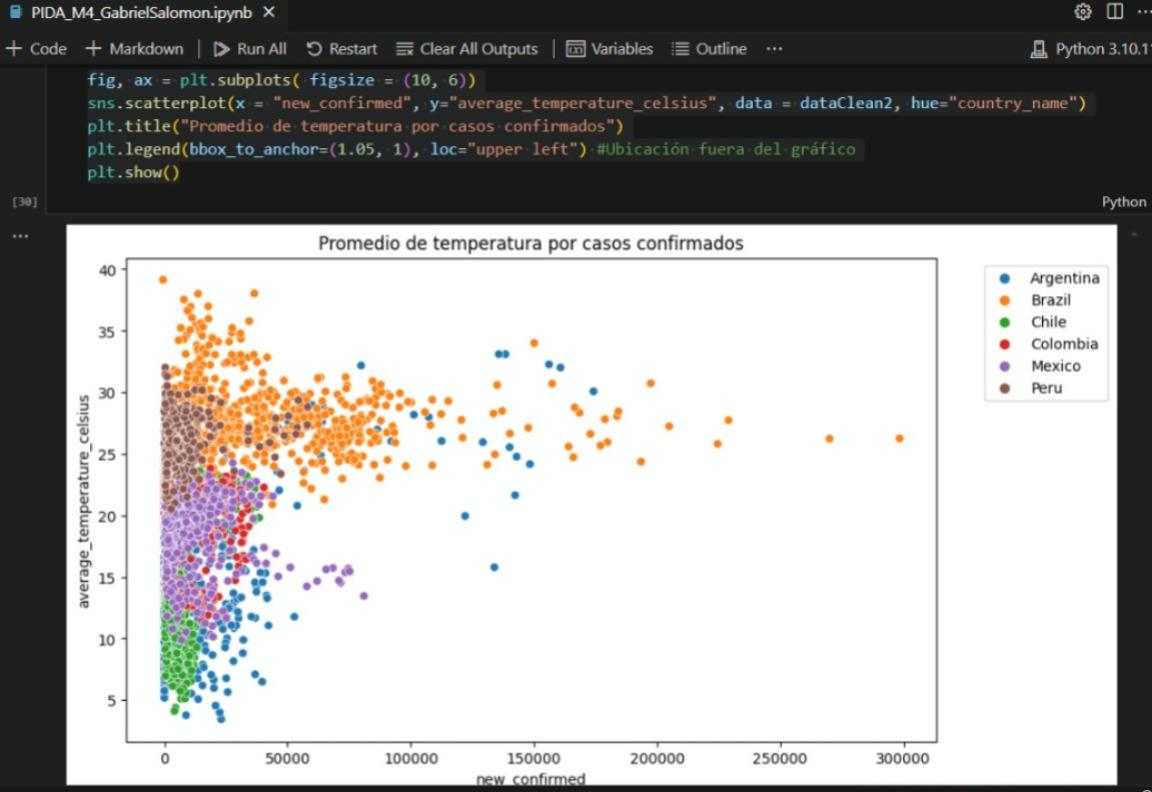 PIDA_M4_GabrielSalomon.ipynb ×
+ Code + Markdown | Run All Restart Clear All Outputs | Variables Outline ... Python 3.10.11
fig, ax = plt.subplots( figsize = (10, 6))
sns.scatterplot(x = "new_confirmed", y="average_temperature_celsius", data = dataClean2, hue="country_name")
plt.title("Promedio de temperatura por casos confirmados")
plt.legend(bbox_to_anchor=(1.05, 1), loc="upper left") #Ubicación fuera del gráfico
plt.show()
[30]
Python
...
Promedio de temperatura por casos confirmados
40
35
30
25
20
15
10
5
average_temperature_celsius
0 50000 100000 150000 200000 250000 300000
new_confirmed
Argentina
Brazil
Chile
Colombia
Mexico
Peru